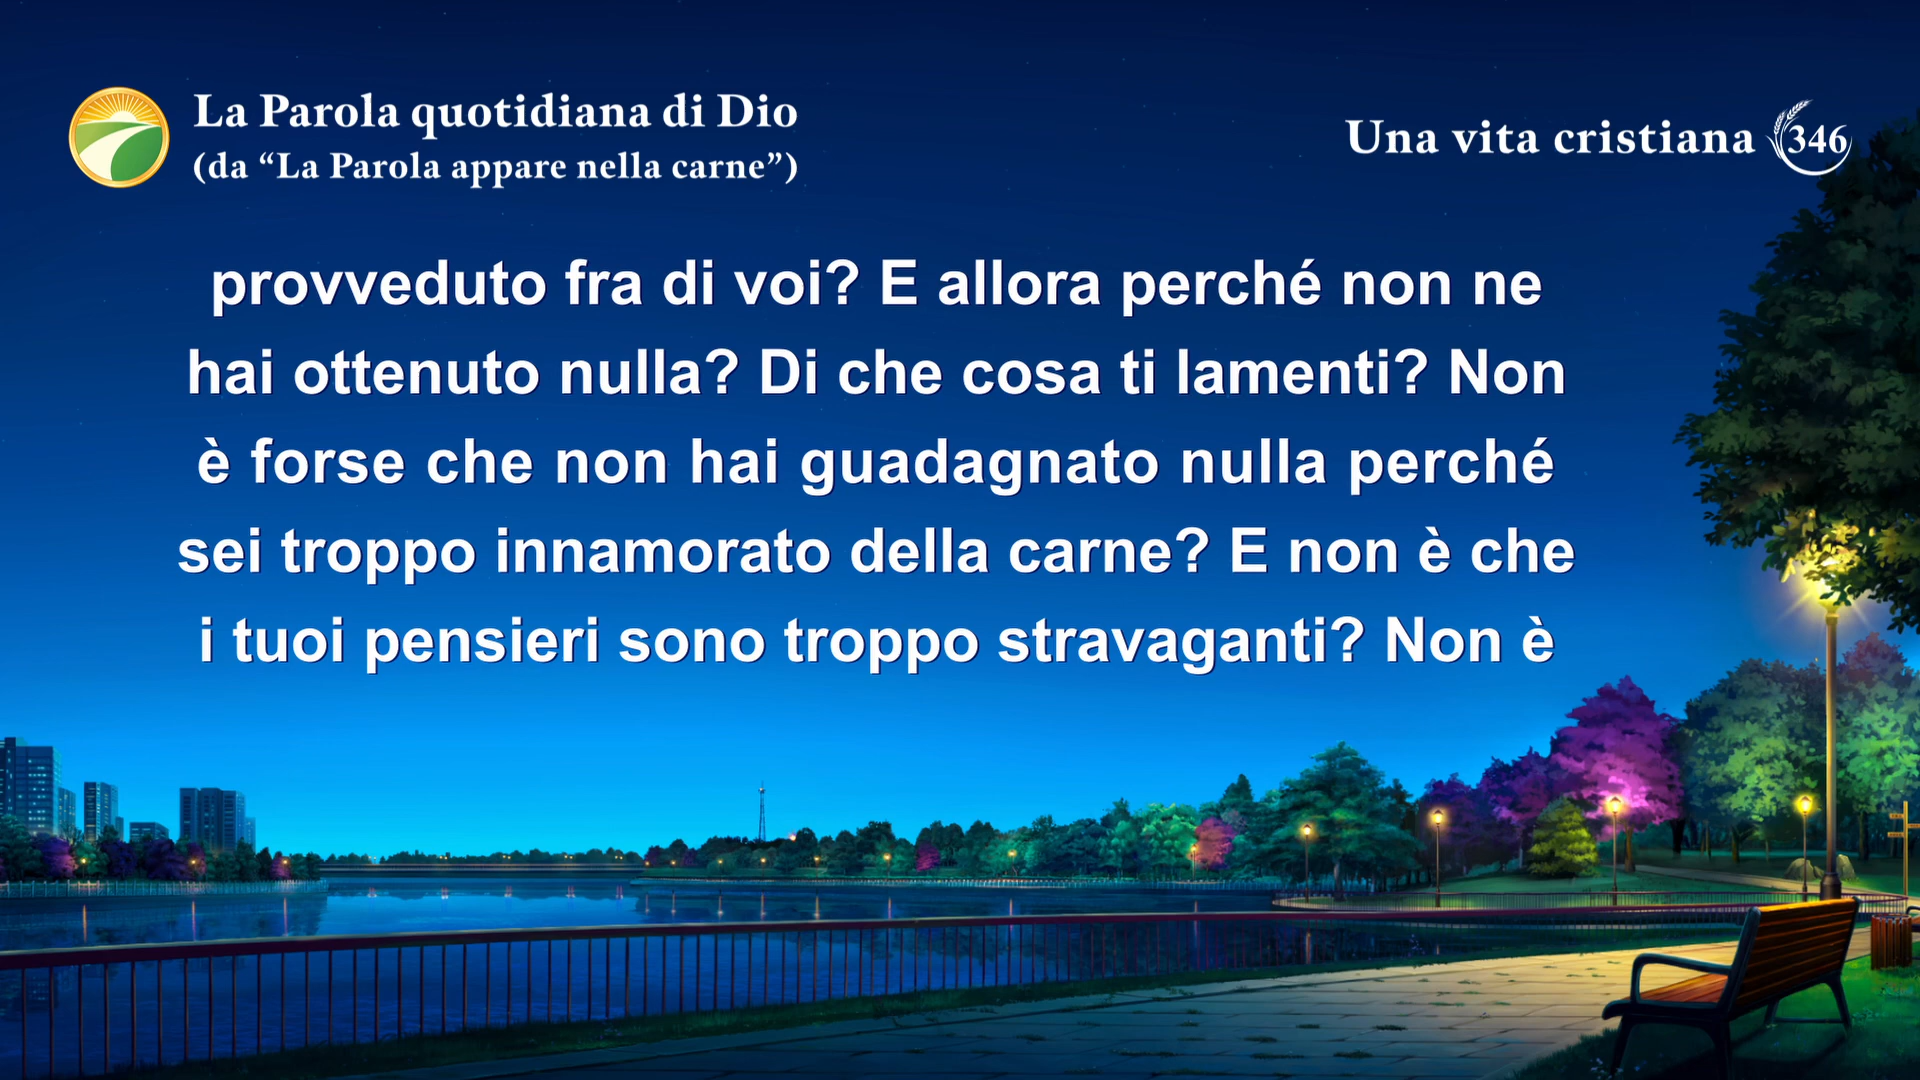 La Parola quotidiana di Dio
(da “La Parola appare nella carne”)
Una vita cristiana 346
provveduto fra di voi? E allora perché non ne
hai ottenuto nulla? Di che cosa ti lamenti? Non
è forse che non hai guadagnato nulla perché
sei troppo innamorato della carne? E non è che
i tuoi pensieri sono troppo stravaganti? Non è